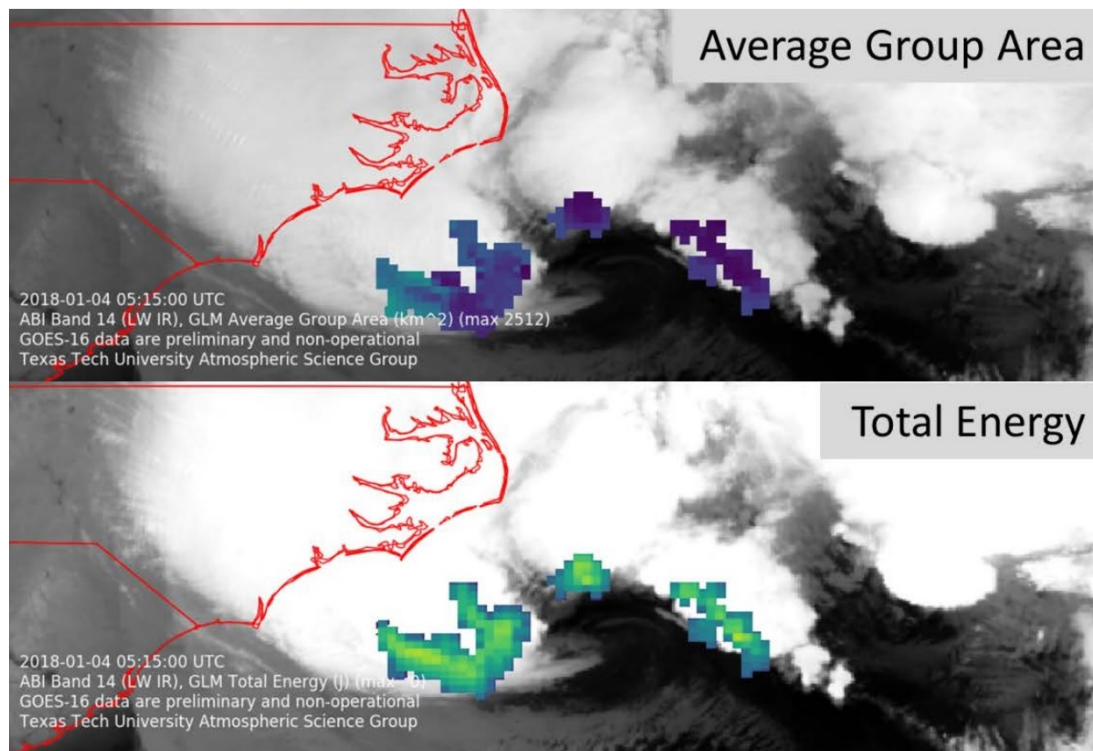 Average Group Area
2018-01-04 05:15:00 UTC
ABI Band 14 (LW IR), GLM Average Group Area (km^2) (max 2512)
GOES-16 data are preliminary and non-operational
Texas Tech University Atmospheric Science Group
Total Energy
2018-01-04 05:15:00 UTC
ABI Band 14 (LW IR), GLM Total Energy (J) (max 0)
GOES-16 data are preliminary and non-operational
Texas Tech University Atmospheric Science Group